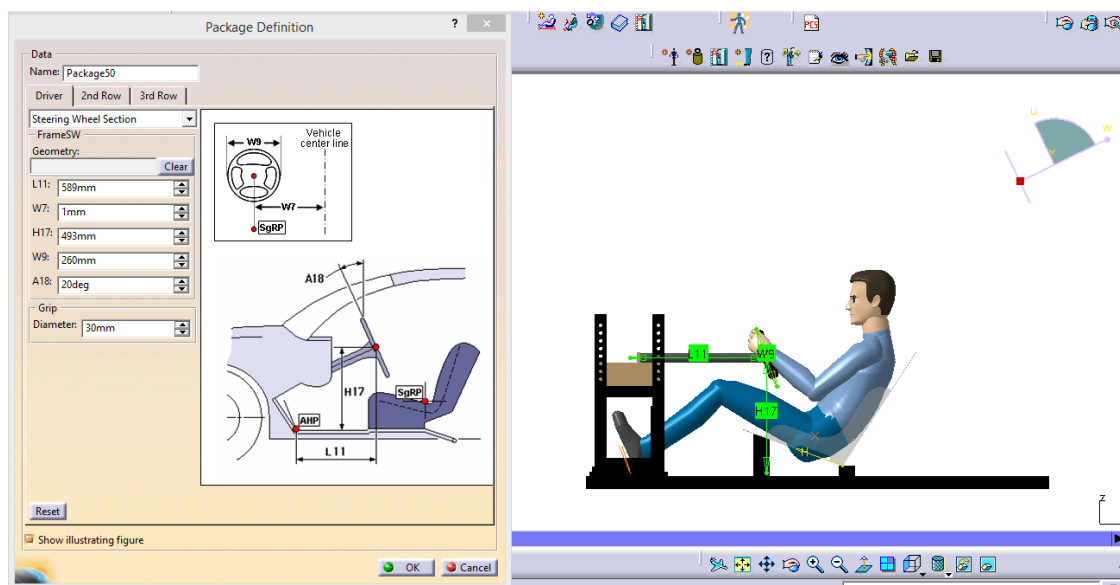 Package Definition
? ×
Data
Name: Package50
Driver 2nd Row 3rd Row
Steering Wheel Section
FrameSW
Geometry:
Clear
L11: 589mm
W7: 1mm
H17: 493mm
W9: 260mm
A18: 20deg
Grip
Diameter: 30mm
W9
Vehicle
center line
W7
SgRP
A18
H17
SgRP
AHP
L11
Reset
Show illustrating figure
OK Cancel
PCS
?
u
w
v
L11
W9
H17
H
z